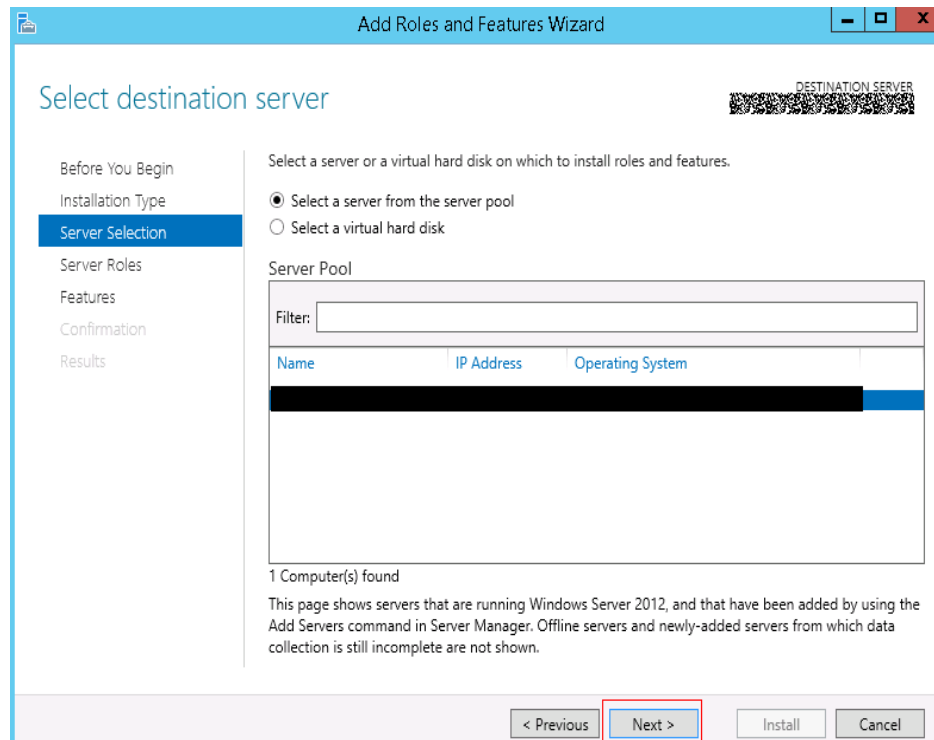 Add Roles and Features Wizard
Select destination server
DESTINATION SERVER
Before You Begin
Installation Type
Server Selection
Server Roles
Features
Confirmation
Results
Select a server or a virtual hard disk on which to install roles and features.
Select a server from the server pool
Select a virtual hard disk
Server Pool
Filter:
Name IP Address Operating System
1 Computer(s) found
This page shows servers that are running Windows Server 2012, and that have been added by using the
Add Servers command in Server Manager. Offline servers and newly-added servers from which data
collection is still incomplete are not shown.
< Previous Next > Install Cancel